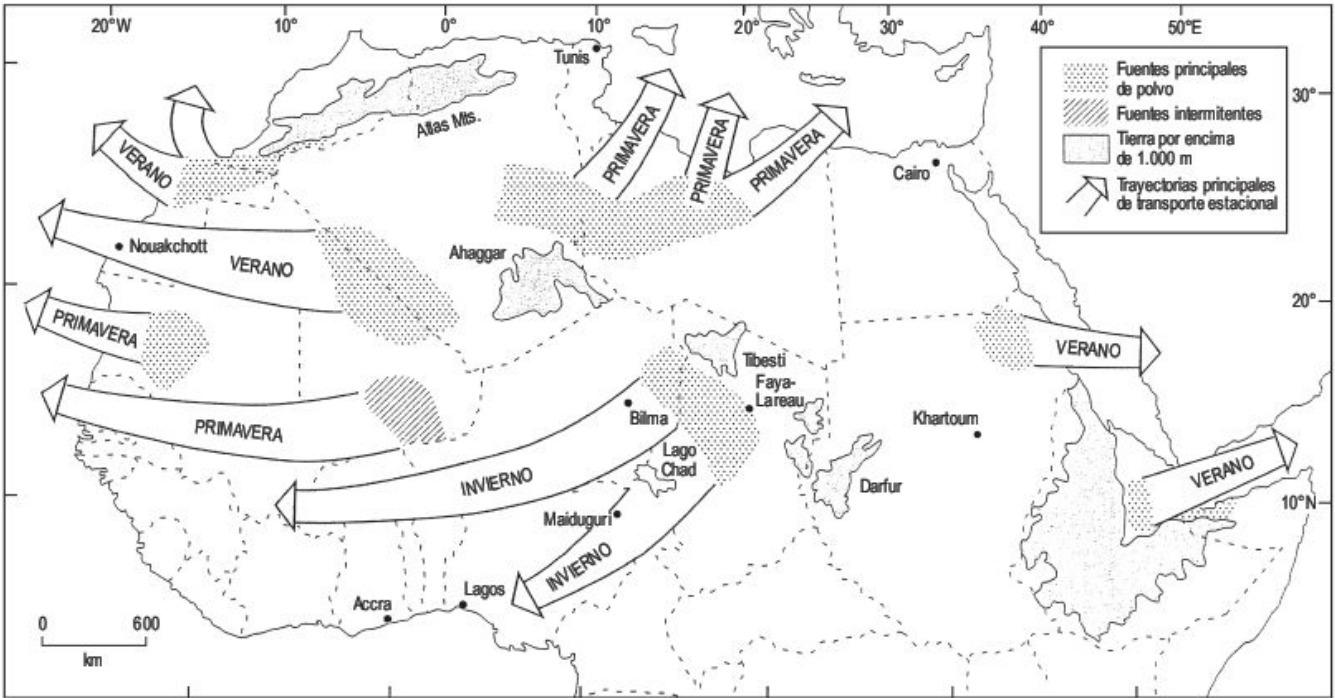 20°W 10° 0° 10° 20° 30° 40° 50°E
Tunis
Atlas Mts.
Cairo
30°
20°
10°N
Fuentes principales
de polvo
Fuentes intermitentes
Tierra por encima
de 1.000 m
Trayectorias principales
de transporte estacional
VERANO
PRIMAVERA
PRIMAVERA
PRIMAVERA
Nouakchott
VERANO
Ahaggar
PRIMAVERA
VERANO
Tibesti
Faya-
Lareau
Bilma
PRIMAVERA
Khartoum
Lago
Chad
INVIERNO
Darfur
VERANO
Maiduguri
INVIERNO
Lagos
Accra
0 600
km